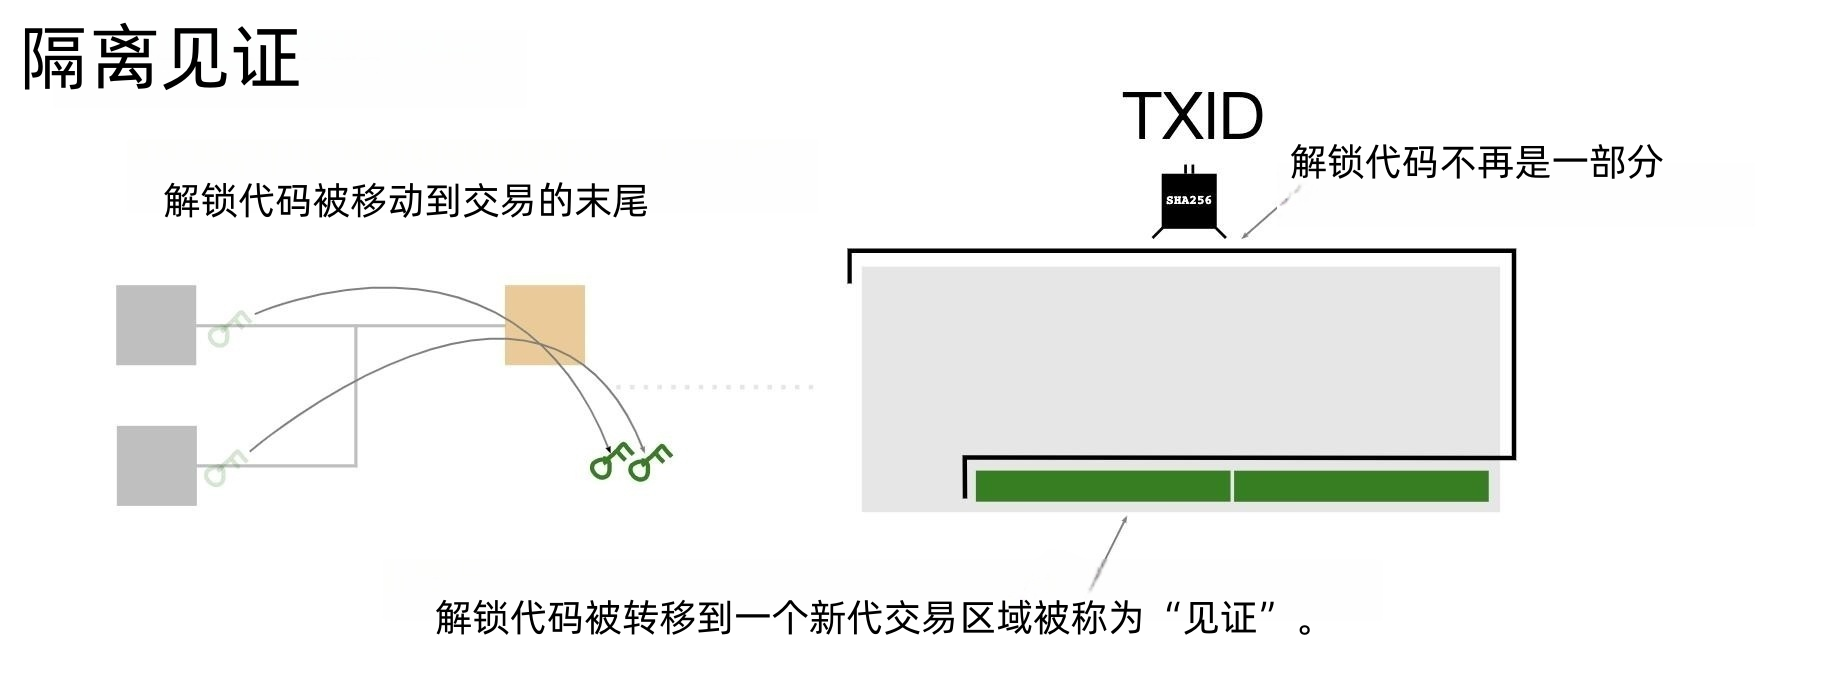 隔离见证
TXID
解锁代码不再是一部分
解锁代码被移动到交易的末尾
SHA256
解锁代码被转移到一个新代交易区域被称为“见证”。